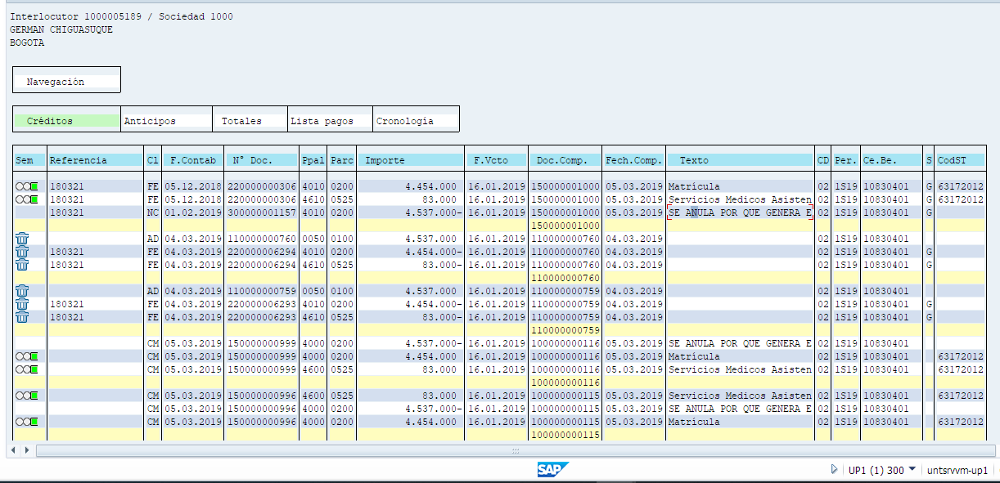 Interlocutor 1000005189 / Sociedad 1000
GERMAN CHIGUASUQUE
BOGOTA
Navegación
Créditos Anticipos Totales Lista pagos Cronología
Sem Referencia Cl F.Contab N° Doc. Ppal Parc Importe F.Vcto Doc.Comp. Fech.Comp. Texto CD Per. Ce.Be. S CodST
180321 FE 05.12.2018 220000000306 4010 0200 4.454.000 16.01.2019 150000001000 05.03.2019 Matrícula 02 1S19 10830401 G 63172012
180321 FE 05.12.2018 220000000306 4610 0525 83.000 16.01.2019 150000001000 05.03.2019 Servicios Medicos Asisten 02 1S19 10830401 G 63172012
180321 NC 01.02.2019 300000001157 4010 0200 4.537.000- 16.01.2019 150000001000 05.03.2019 SE ANULA POR QUE GENERA E 02 1S19 10830401 G
150000001000
AD 04.03.2019 110000000760 0050 0100 4.537.000 16.01.2019 110000000760 04.03.2019 02 1S19 10830401
180321 FE 04.03.2019 220000006294 4010 0200 4.454.000- 16.01.2019 110000000760 04.03.2019 02 1S19 10830401 G
180321 FE 04.03.2019 220000006294 4610 0525 83.000- 16.01.2019 110000000760 04.03.2019 02 1S19 10830401 G
110000000760
AD 04.03.2019 110000000759 0050 0100 4.537.000 16.01.2019 110000000759 04.03.2019 02 1S19 10830401
180321 FE 04.03.2019 220000006293 4010 0200 4.454.000- 16.01.2019 110000000759 04.03.2019 02 1S19 10830401 G
180321 FE 04.03.2019 220000006293 4610 0525 83.000- 16.01.2019 110000000759 04.03.2019 02 1S19 10830401 G
110000000759
CM 05.03.2019 150000000999 4000 0200 4.537.000- 16.01.2019 100000000116 05.03.2019 SE ANULA POR QUE GENERA E 02 1S19 10830401
CM 05.03.2019 150000000999 4000 0200 4.454.000 16.01.2019 100000000116 05.03.2019 Matrícula 02 1S19 10830401 63172012
CM 05.03.2019 150000000999 4600 0525 83.000 16.01.2019 100000000116 05.03.2019 Servicios Medicos Asisten 02 1S19 10830401 63172012
100000000116
CM 05.03.2019 150000000996 4600 0525 83.000 16.01.2019 100000000115 05.03.2019 Servicios Medicos Asisten 02 1S19 10830401 63172012
CM 05.03.2019 150000000996 4000 0200 4.537.000- 16.01.2019 100000000115 05.03.2019 SE ANULA POR QUE GENERA E 02 1S19 10830401
CM 05.03.2019 150000000996 4000 0200 4.454.000 16.01.2019 100000000115 05.03.2019 Matrícula 02 1S19 10830401 63172012
100000000115
SAP UP1 (1) 300 untsrvvm-up1